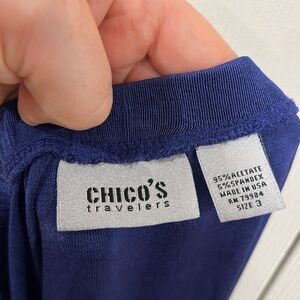 CHICO'S
travelers
95% ACETATE
5% SPANDEX
MADE IN USA
RN 79984
SIZE 3